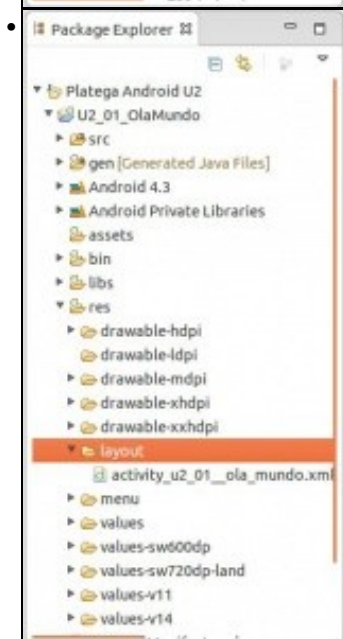 Package Explorer
Platega Android U2
U2_01_OlaMundo
src
gen [Generated Java Files]
Android 4.3
Android Private Libraries
assets
bin
libs
res
drawable-hdpi
drawable-ldpi
drawable-mdpi
drawable-xhdpi
drawable-xxhdpi
layout
activity_u2_01__ola_mundo.xml
menu
values
values-sw600dp
values-sw720dp-land
values-v11
values-v14